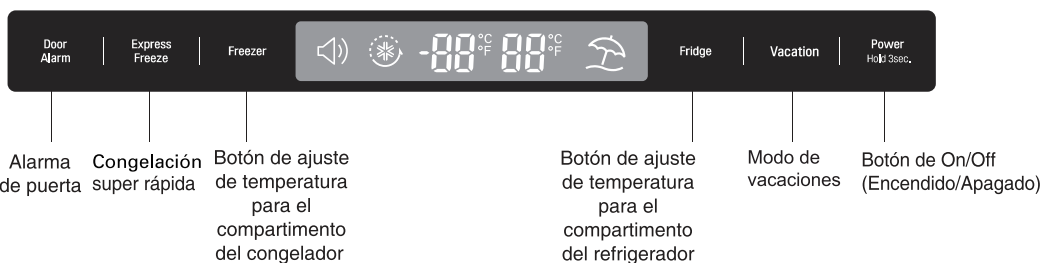 Door
Alarm
Express
Freeze
Freezer
-88 °C °F 88 °C °F
Fridge
Vacation
Power
Hold 3sec.
Alarma
de puerta
Congelación
super rápida
Botón de ajuste
de temperatura
para el
compartimento
del congelador
Botón de ajuste
de temperatura
para el
compartimento
del refrigerador
Modo de
vacaciones
Botón de On/Off
(Encendido/Apagado)